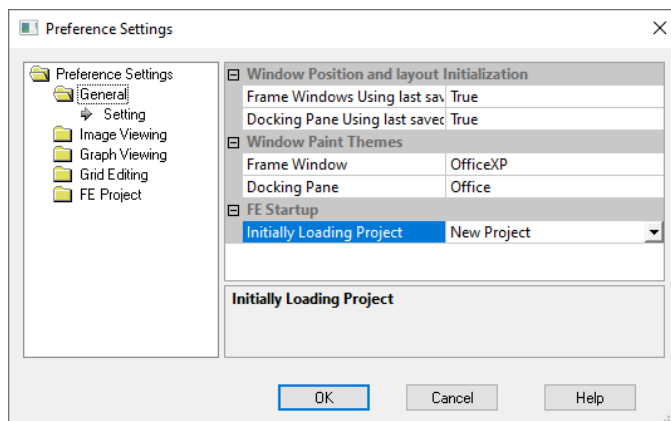 Preference Settings
Preference Settings
General
Setting
Image Viewing
Graph Viewing
Grid Editing
FE Project
Window Position and layout Initialization
Frame Windows Using last sav True
Docking Pane Using last saved True
Window Paint Themes
Frame Window OfficeXP
Docking Pane Office
FE Startup
Initially Loading Project New Project
Initially Loading Project
OK Cancel Help